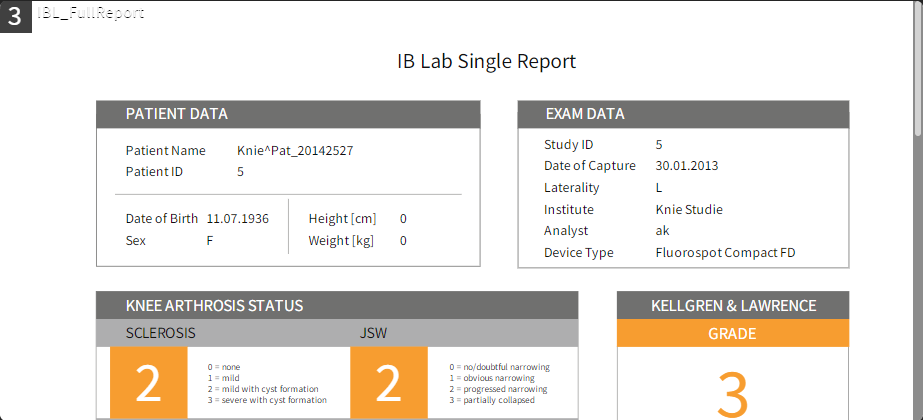 3 IBL_FullReport
IB Lab Single Report
PATIENT DATA
Patient Name Knie^Pat_20142527
Patient ID 5
Date of Birth 11.07.1936 Height [cm] 0
Sex F Weight [kg] 0
EXAM DATA
Study ID 5
Date of Capture 30.01.2013
Laterality L
Institute Knie Studie
Analyst ak
Device Type Fluorospot Compact FD
KNEE ARTHROSIS STATUS
SCLEROSIS JSW
2
0 = none
1 = mild
2 = mild with cyst formation
3 = severe with cyst formation
2
0 = no/doubtful narrowing
1 = obvious narrowing
2 = progressed narrowing
3 = partially collapsed
KELLGREN & LAWRENCE
GRADE
3